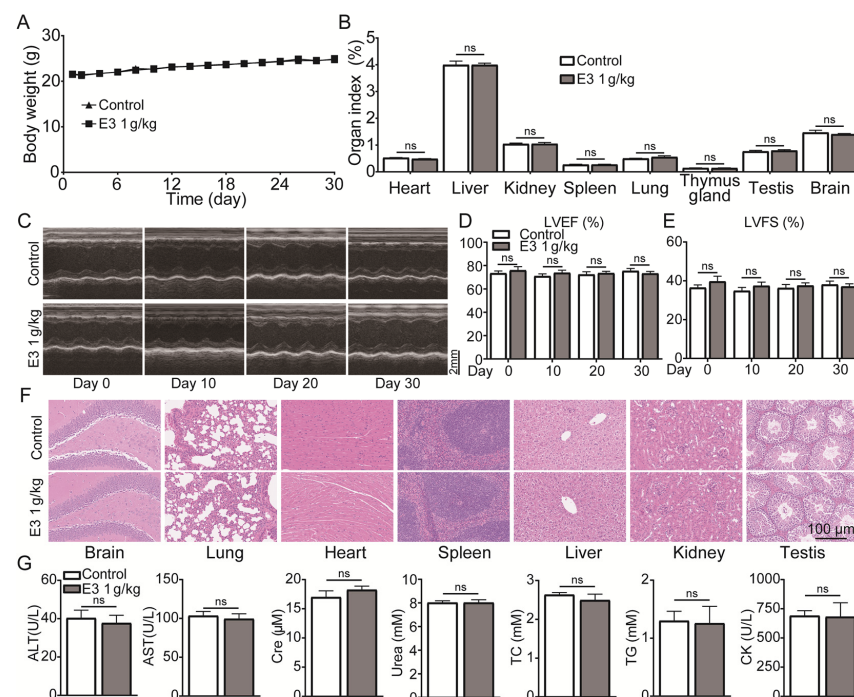 A
Body weight (g)
30
20
10
0
Control
E3 1g/kg
0
6
12
18
24
30
Time (day)
B
Organ index (%)
5
4
3
2
1
0
ns
ns
ns
ns
ns
ns
ns
ns
Control
E3 1g/kg
Heart
Liver
Kidney
Spleen
Lung
Thymus
gland
Testis
Brain
C
Control
E3 1g/kg
Day 0
Day 10
Day 20
Day 30
2mm
D
LVEF (%)
Control
E3 1g/kg
100
80
60
40
20
0
ns
ns
ns
ns
Day
0
10
20
30
E
LVFS (%)
60
40
20
0
ns
ns
ns
ns
Day
0
10
20
30
F
Control
E3 1g/kg
100 µm
Brain
Lung
Heart
Spleen
Liver
Kidney
Testis
G
Control
E3 1g/kg
ALT(U/L)
60
40
20
0
ns
AST(U/L)
150
100
50
0
ns
Cre (µM)
20
15
10
5
0
ns
Urea (mM)
10
8
6
4
2
0
ns
TC (mM)
3
2
1
0
ns
TG (mM)
2
1
0
ns
CK (U/L)
1000
750
500
250
0
ns